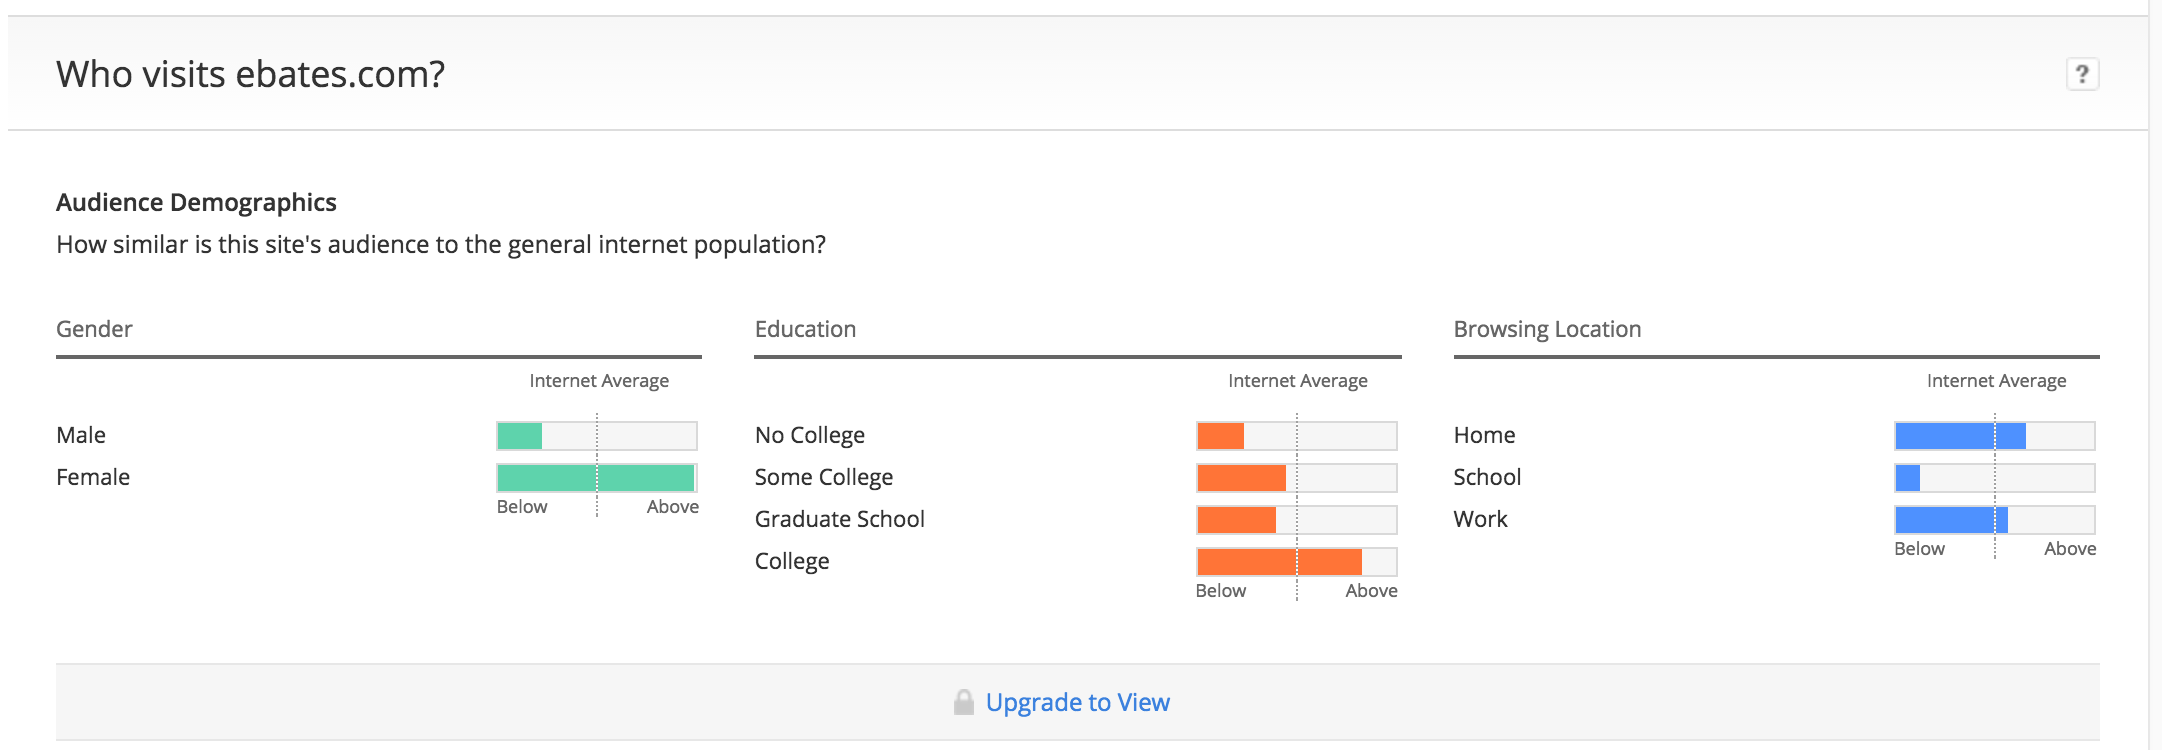 Who visits ebates.com?
?
Audience Demographics
How similar is this site's audience to the general internet population?
Gender
Internet Average
Male
Female
Below Above
Education
Internet Average
No College
Some College
Graduate School
College
Below Above
Browsing Location
Internet Average
Home
School
Work
Below Above
Upgrade to View